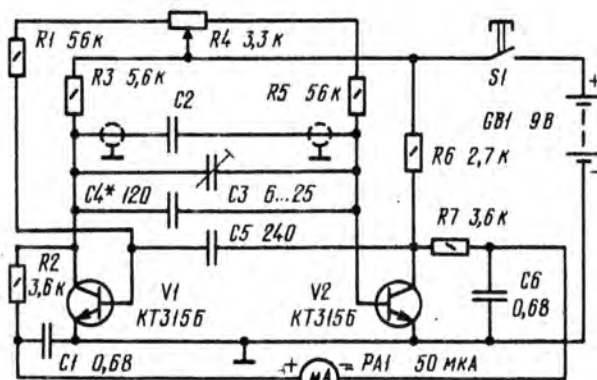 R1 56к
R4 3,3к
R3 5,6к
R5 56к
C2
S1
GB1 9В
+
−
R6 2,7к
C4* 120
C3 6...25
C5 240
R7 3,6к
R2
3,6к
V1
КТ315Б
V2
КТ315Б
C6
0,68
C1 0,68
+
−
PA1 50 МКА
МА